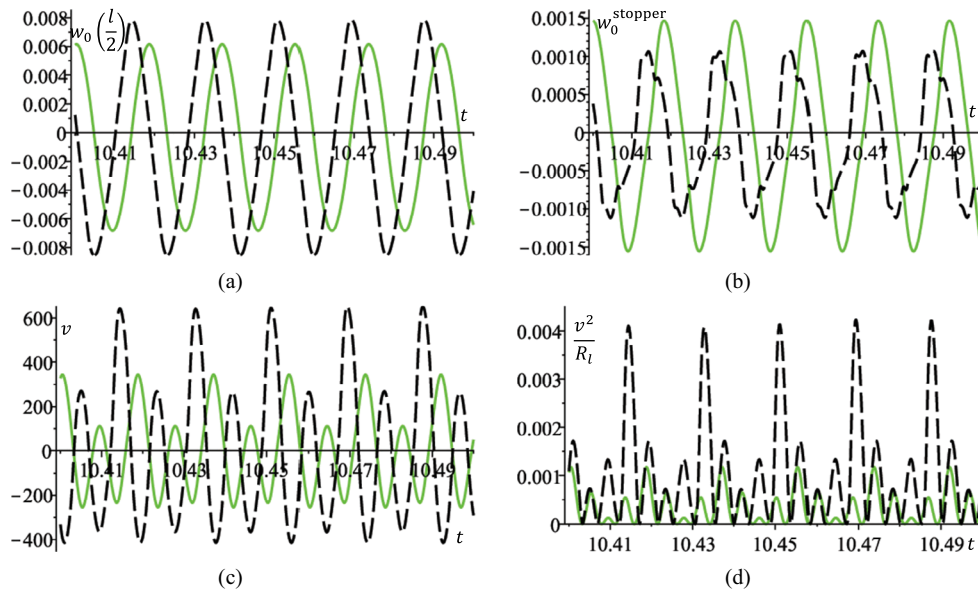 w₀ (l/2)
0.008
0.006
0.004
0.002
0
−0.002
−0.004
−0.006
−0.008
10.41 10.43 10.45 10.47 10.49
t
(a)
w₀^stopper
0.0015
0.0010
0.0005
0
−0.0005
−0.0010
−0.0015
10.41 10.43 10.45 10.47 10.49
t
(b)
v
600
400
200
0
−200
−400
10.41 10.43 10.45 10.47 10.49
t
(c)
v²/Rₗ
0.004
0.003
0.002
0.001
0
10.41 10.43 10.45 10.47 10.49 t
(d)